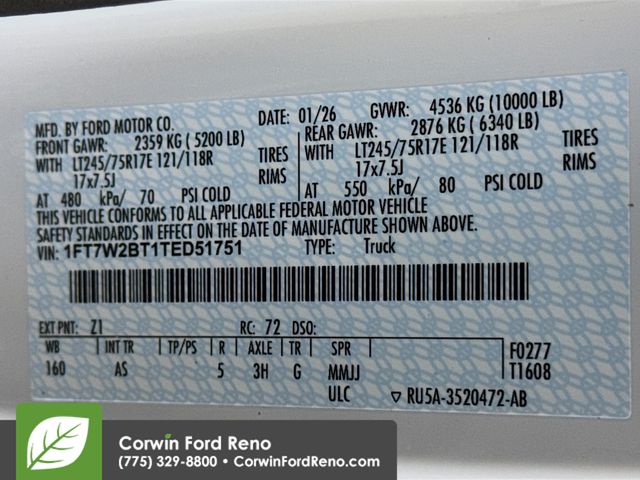 MFD. BY FORD MOTOR CO.
DATE: 01/26 GVWR: 4536 KG (10000 LB)
FRONT GAWR: 2359 KG (5200 LB)
REAR GAWR: 2876 KG (6340 LB)
WITH LT245/75R17E 121/118R TIRES
WITH LT245/75R17E 121/118R TIRES
17x7.5J RIMS
17x7.5J RIMS
AT 480 kPa/ 70 PSI COLD
AT 550 kPa/ 80 PSI COLD
THIS VEHICLE CONFORMS TO ALL APPLICABLE FEDERAL MOTOR VEHICLE
SAFETY STANDARDS IN EFFECT ON THE DATE OF MANUFACTURE SHOWN ABOVE.
VIN: 1FT7W2BT1TED51751 TYPE: Truck
EXT PNT: Z1 RC: 72 DSO:
WB INT TR TP/PS R AXLE TR SPR F0277
160 AS 5 3H G MMJJ T1608
ULC ▽ RU5A-3520472-AB
Corwin Ford Reno
(775) 329-8800 • CorwinFordReno.com